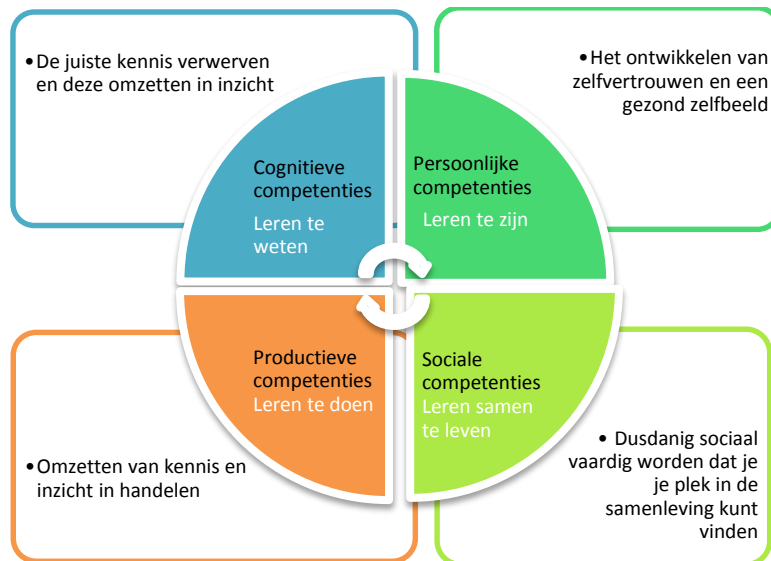 •De juiste kennis verwerven
en deze omzetten in inzicht
•Het ontwikkelen van
zelfvertrouwen en een
gezond zelfbeeld
Cognitieve
competenties
Leren te
weten
Persoonlijke
competenties
Leren te zijn
Productieve
competenties
Leren te doen
Sociale
competenties
Leren samen
te leven
•Omzetten van kennis en
inzicht in handelen
• Dusdanig sociaal
vaardig worden dat je
je plek in de
samenleving kunt
vinden